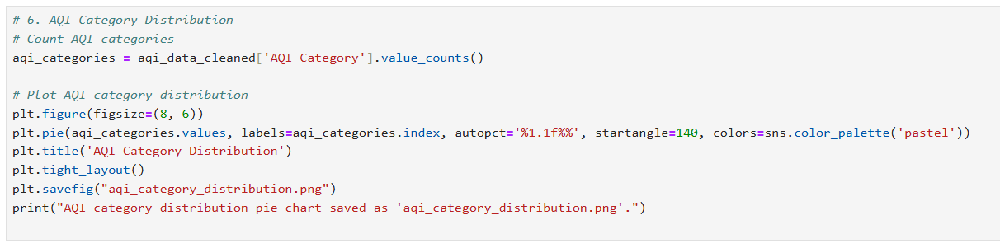 # 6. AQI Category Distribution
# Count AQI categories
aqi_categories = aqi_data_cleaned['AQI Category'].value_counts()
# Plot AQI category distribution
plt.figure(figsize=(8, 6))
plt.pie(aqi_categories.values, labels=aqi_categories.index, autopct='%1.1f%%', startangle=140, colors=sns.color_palette('pastel'))
plt.title('AQI Category Distribution')
plt.tight_layout()
plt.savefig("aqi_category_distribution.png")
print("AQI category distribution pie chart saved as 'aqi_category_distribution.png'.")